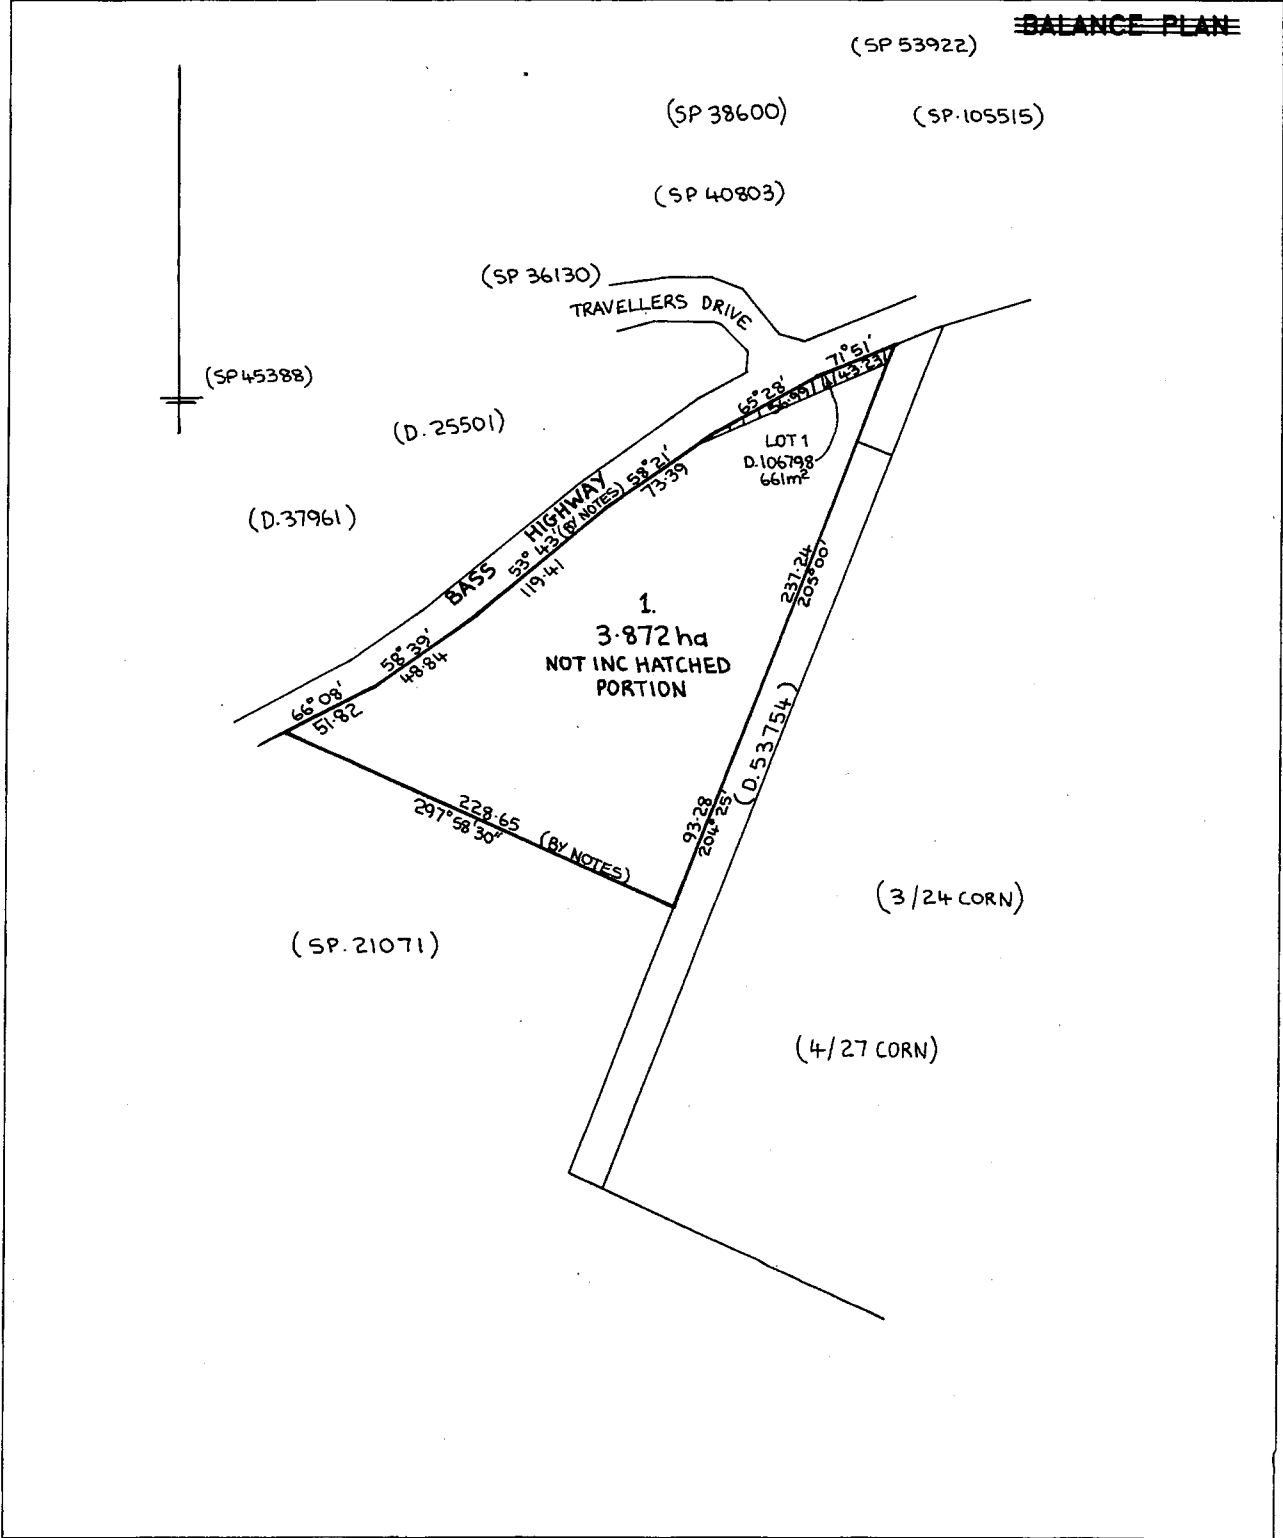 BALANCE PLAN
(SP 53922)
(SP 38600)
(SP.105515)
(SP 40803)
(SP 36130)
TRAVELLERS DRIVE
(SP45388)
(D.25501)
71°51'
43.23
65°28'
56.99
LOT 1
D.106798
661m²
58°21'
73.39
(D.37961)
BASS HIGHWAY
53°43' (BY NOTES)
119.41
237.24
205°00'
1.
3.872ha
NOT INC HATCHED
PORTION
58°39'
48.84
66°08'
51.82
(D.53754)
228.65
297°58'30" (BY NOTES)
93.28
204°25'
(3/24 CORN)
(SP.21071)
(4/27 CORN)